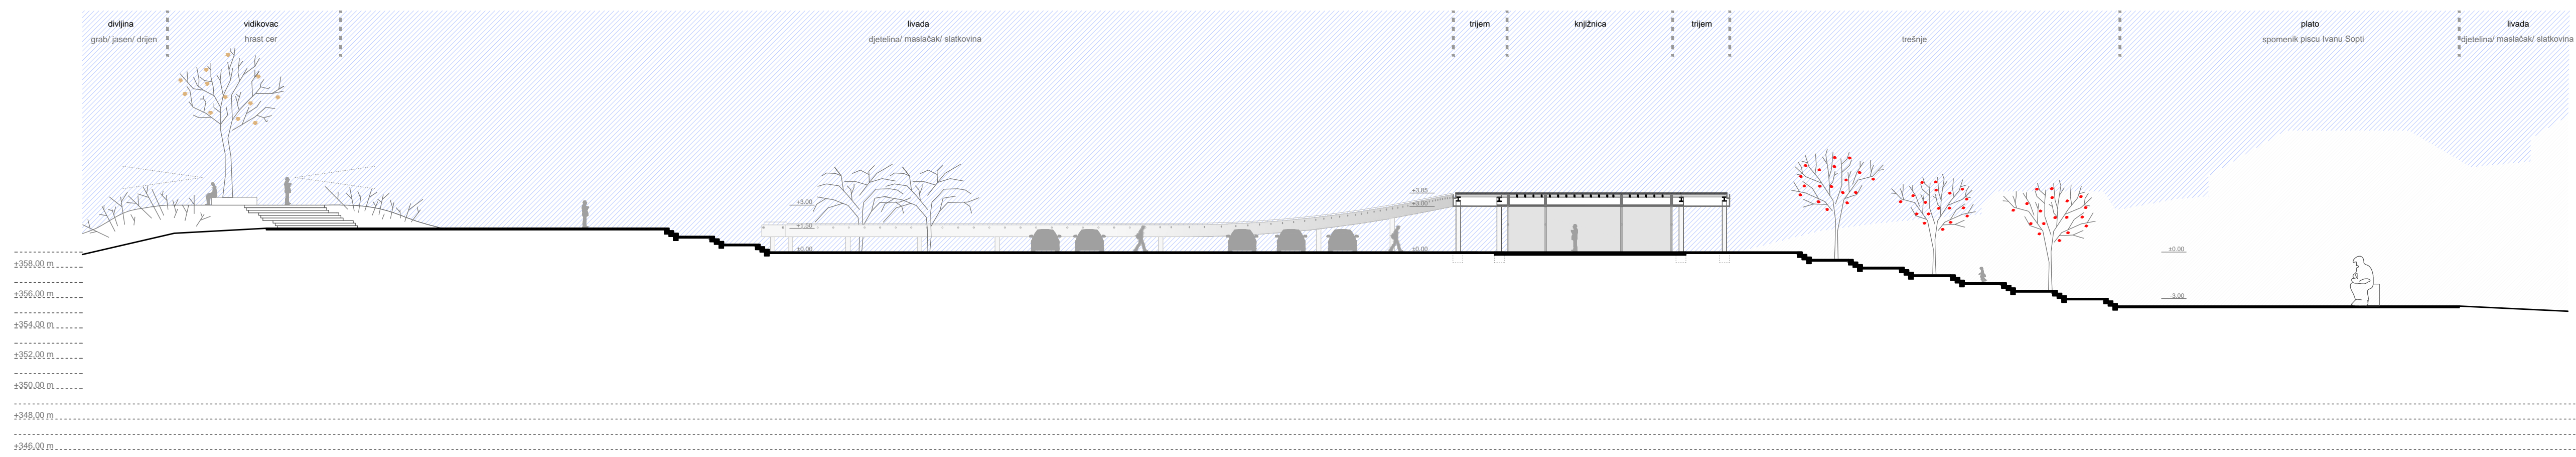 divljina
vidikovac
livada
trijem
knjižnica
trijem
plato
livada
grab/ jasen/ drijen
hrast cer
djetelina/ maslačak/ slatkovina
trešnje
spomenik piscu Ivanu Sopti
djetelina/ maslačak/ slatkovina
+3.85
+3.00
+3.00
+1.50
±0.00
±0.00
±0.00
-3.00
+358,00 m
+356,00 m
+354,00 m
+352,00 m
+350,00 m
+348,00 m
+346,00 m